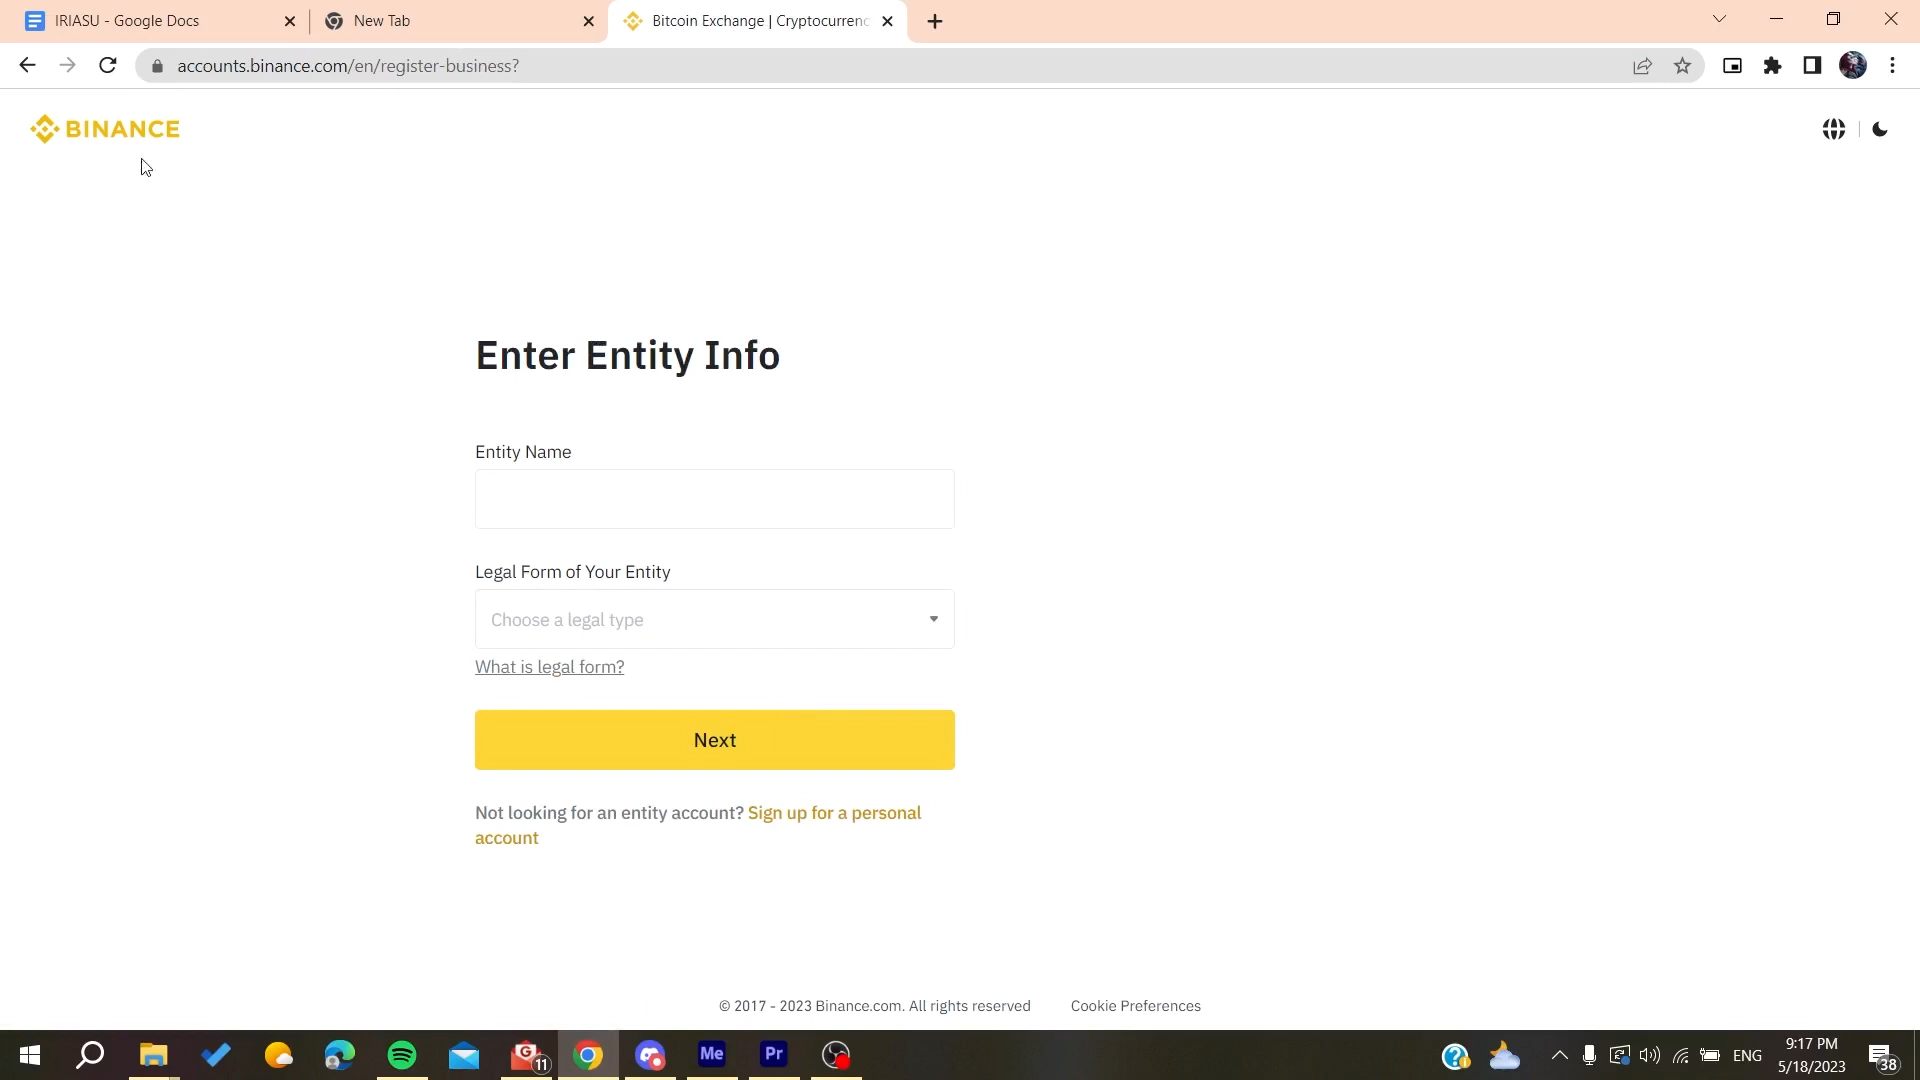 IRIASU - Google Docs
New Tab
Bitcoin Exchange | Cryptocurrenc
accounts.binance.com/en/register-business?
BINANCE
Enter Entity Info
Entity Name
Legal Form of Your Entity
Choose a legal type
What is legal form?
Next
Not looking for an entity account? Sign up for a personal
account
© 2017 - 2023 Binance.com. All rights reserved
Cookie Preferences
G
11
Me
Pr
ENG
9:17 PM
5/18/2023
38